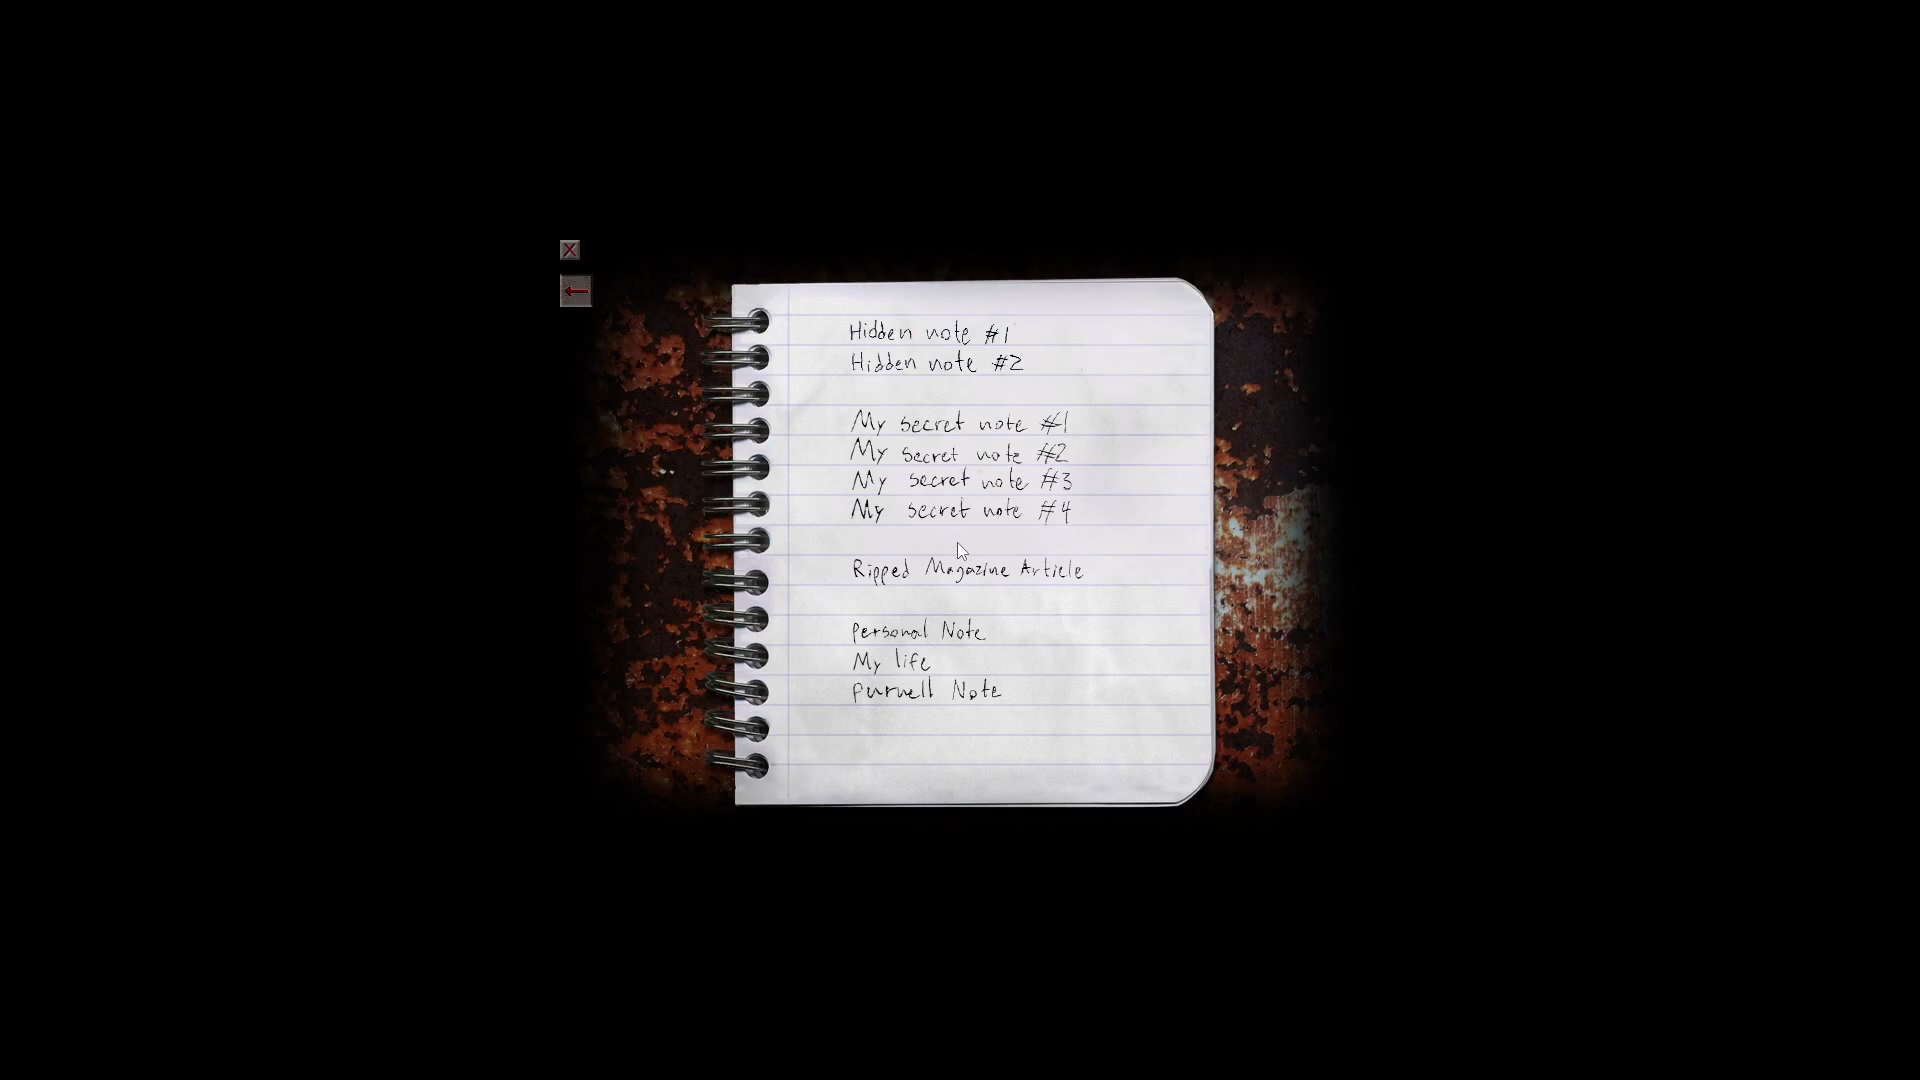 Hidden note #1
Hidden note #2
My secret note #1
My secret note #2
My secret note #3
My secret note #4
Ripped Magazine Article
Personal Note
My life
Purnell Note